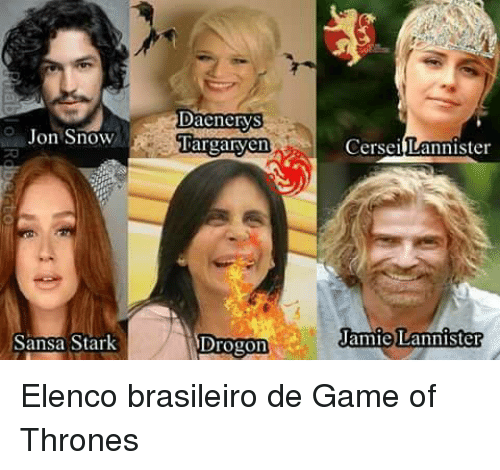 Jon Snow
Daenerys
Targaryen
Cersei Lannister
Sansa Stark
Drogon
Jamie Lannister
Elenco brasileiro de Game of
Thrones